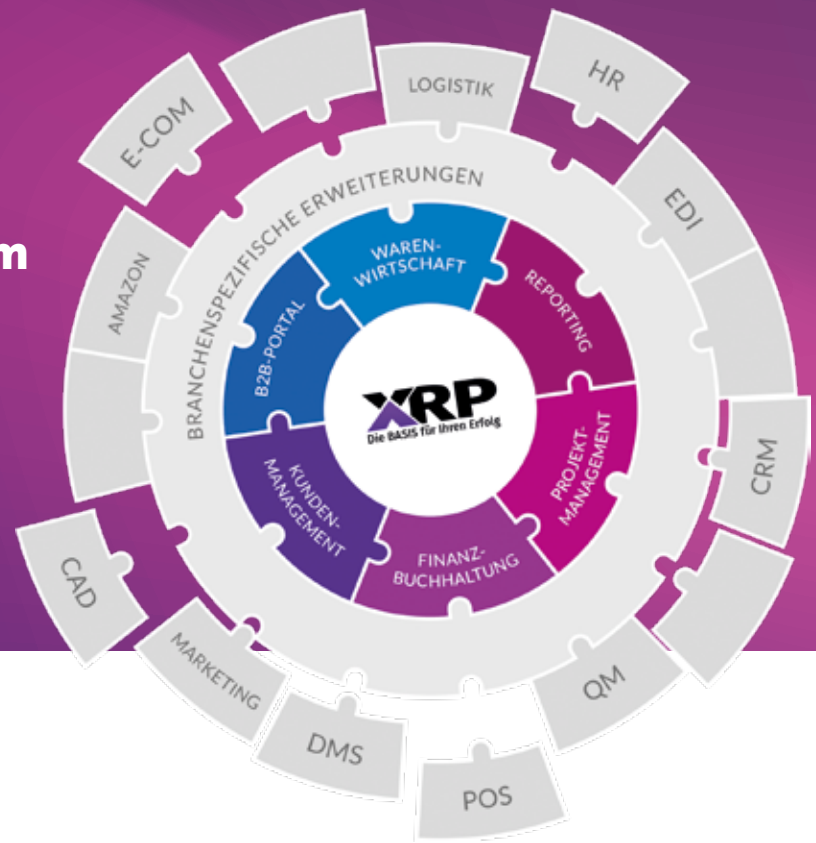 m
E-COM
LOGISTIK
HR
EDI
AMAZON
BRANCHENSPEZIFISCHE ERWEITERUNGEN
WAREN-
WIRTSCHAFT
REPORTING
B2B-PORTAL
XRP
Die BASIS für Ihren Erfolg
PROJEKT-
MANAGEMENT
CRM
KUNDEN-
MANAGEMENT
FINANZ-
BUCHHALTUNG
CAD
MARKETING
QM
DMS
POS